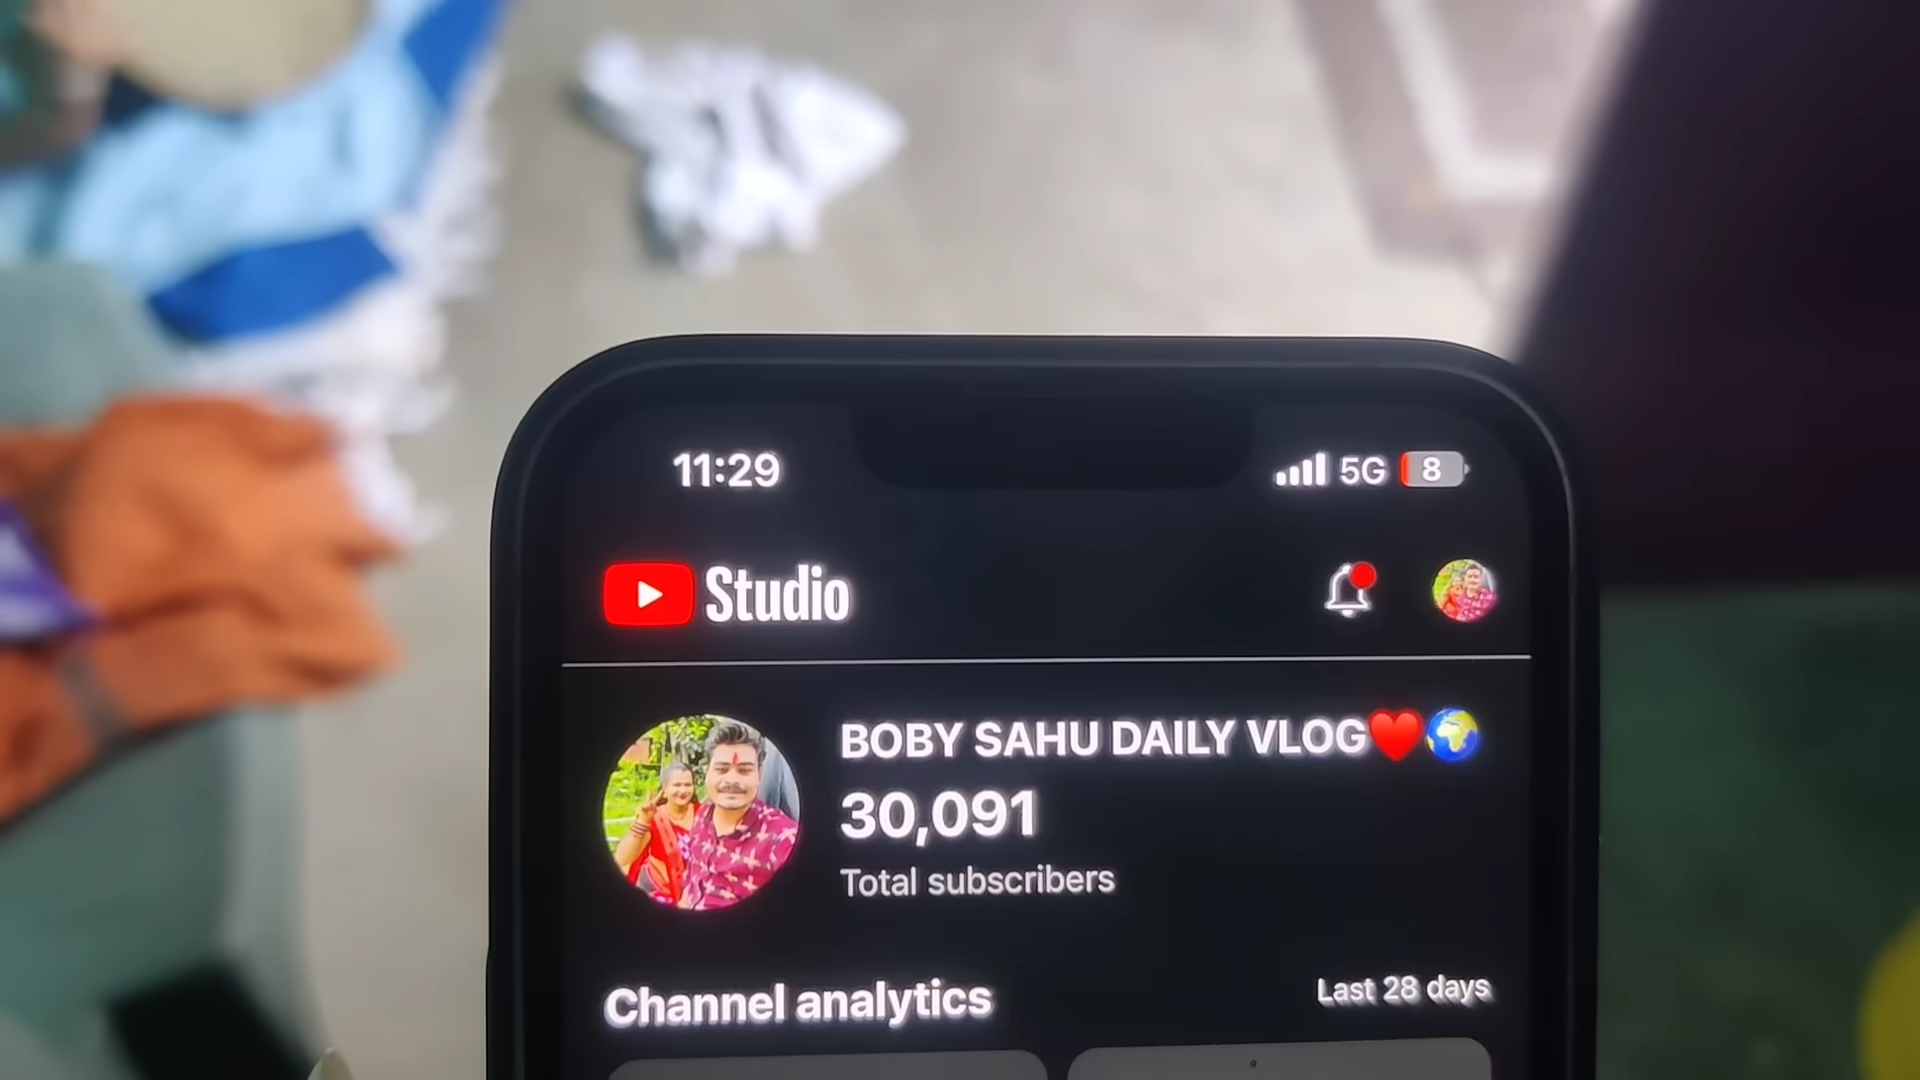 11:29 5G 8
Studio
BOBY SAHU DAILY VLOG❤️🌍
30,091
Total subscribers
Channel analytics Last 28 days